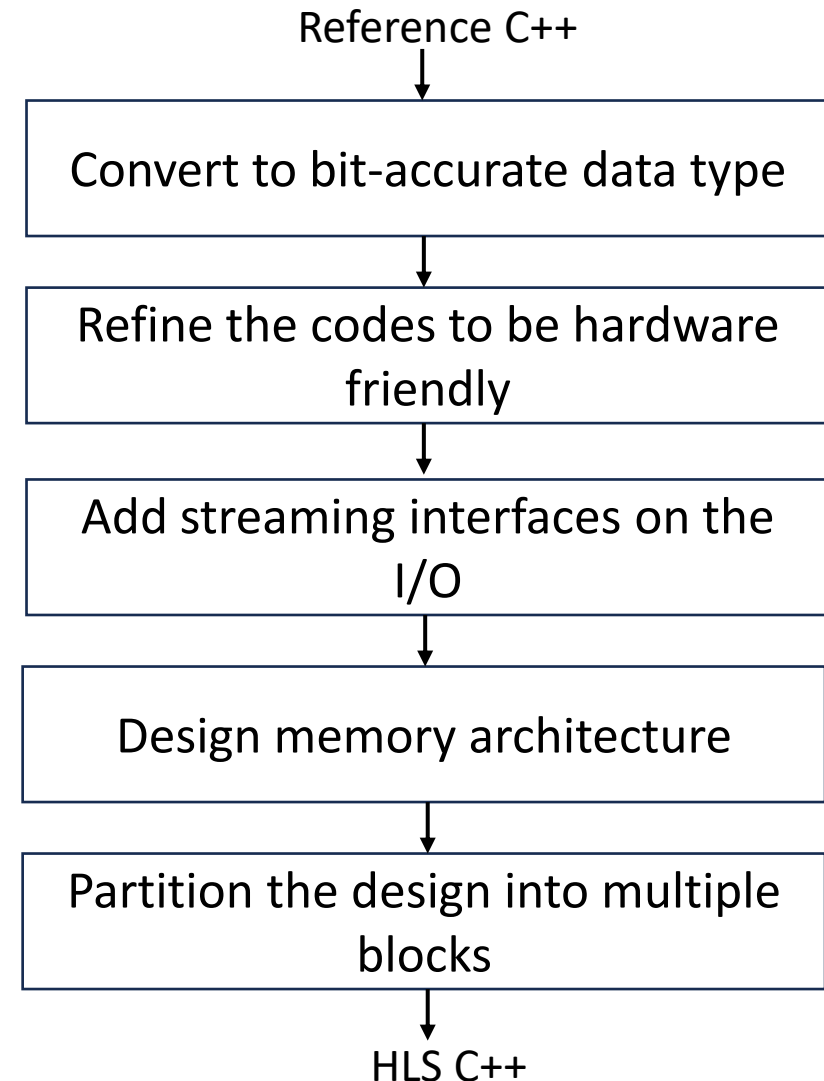 Reference C++
Convert to bit-accurate data type
Refine the codes to be hardware
friendly
Add streaming interfaces on the
I/O
Design memory architecture
Partition the design into multiple
blocks
HLS C++